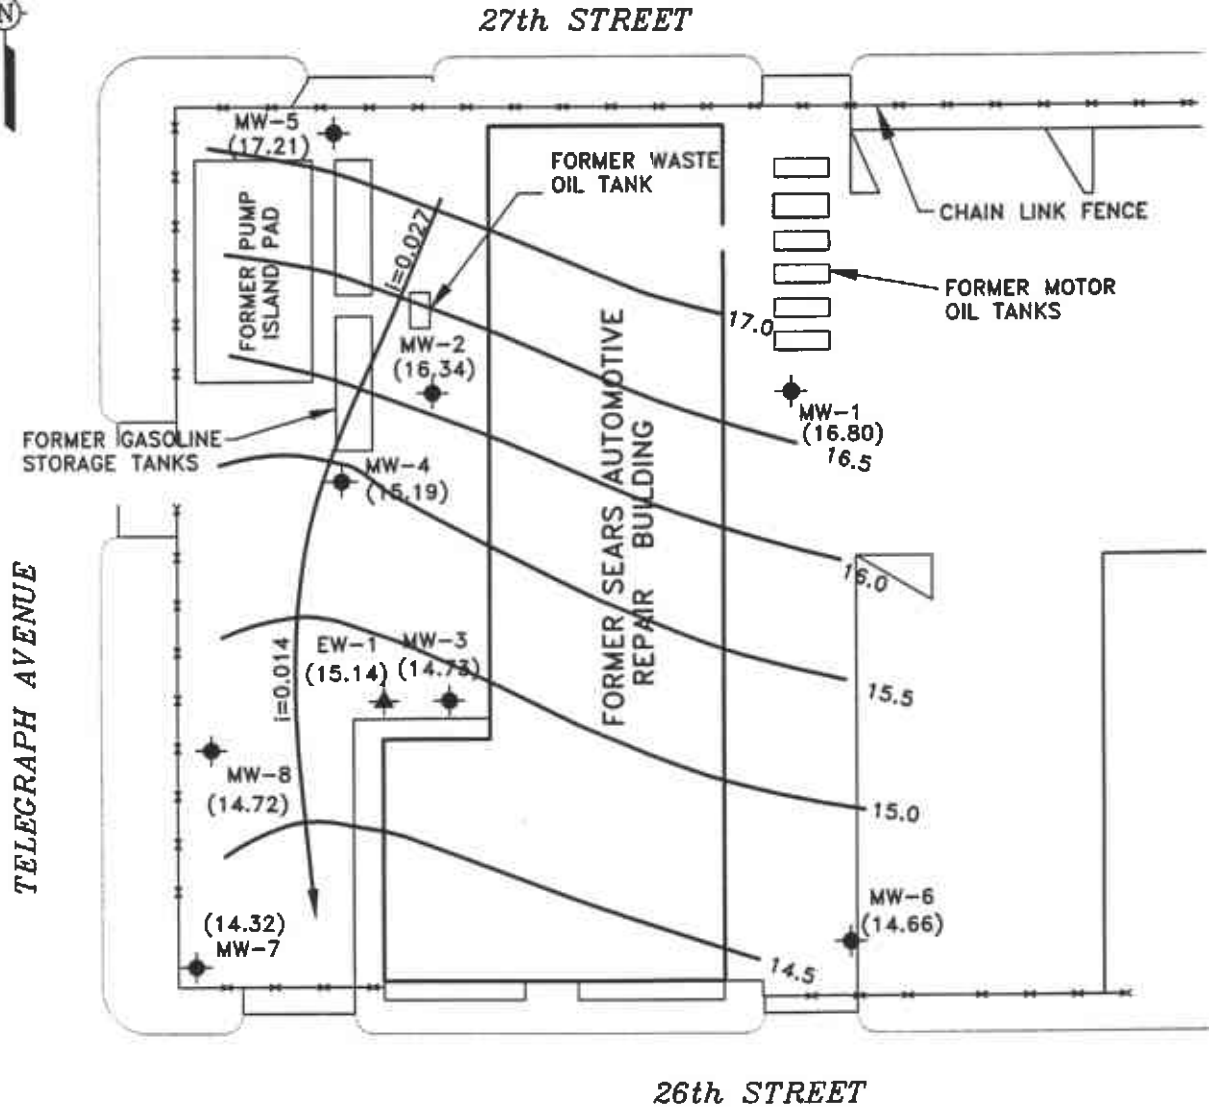 N
27th STREET
MW-5
(17.21)
FORMER WASTE
OIL TANK
CHAIN LINK FENCE
FORMER PUMP
ISLAND PAD
i=0.027
FORMER MOTOR
OIL TANKS
17.0
MW-2
(16.34)
MW-1
(16.80)
16.5
FORMER GASOLINE
STORAGE TANKS
MW-4
(15.19)
FORMER SEARS AUTOMOTIVE
REPAIR BUILDING
16.0
TELEGRAPH AVENUE
i=0.014
EW-1
(15.14)
MW-3
(14.73)
15.5
MW-8
(14.72)
15.0
MW-6
(14.66)
(14.32)
MW-7
14.5
26th STREET